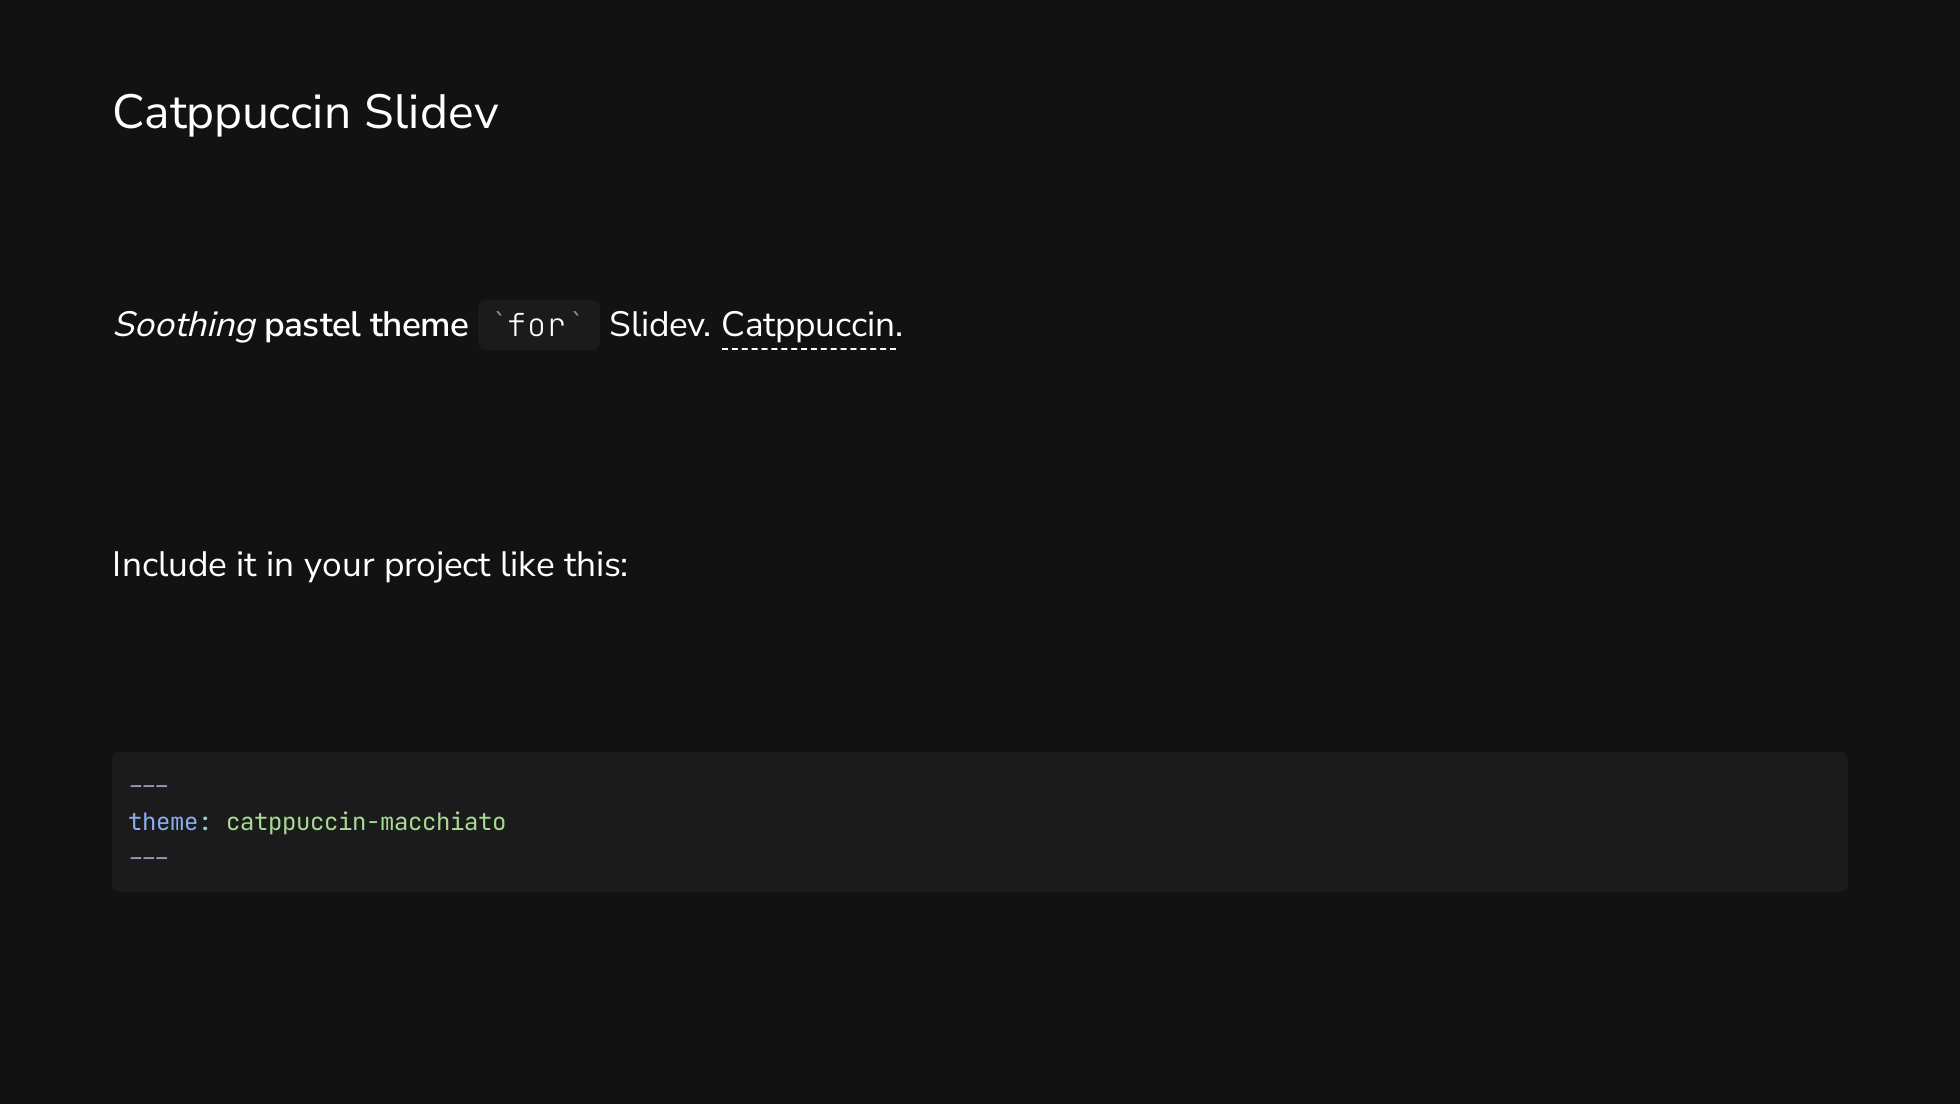 Catppuccin Slidev
Soothing pastel theme `for` Slidev. Catppuccin.
Include it in your project like this:
---
theme: catppuccin-macchiato
---